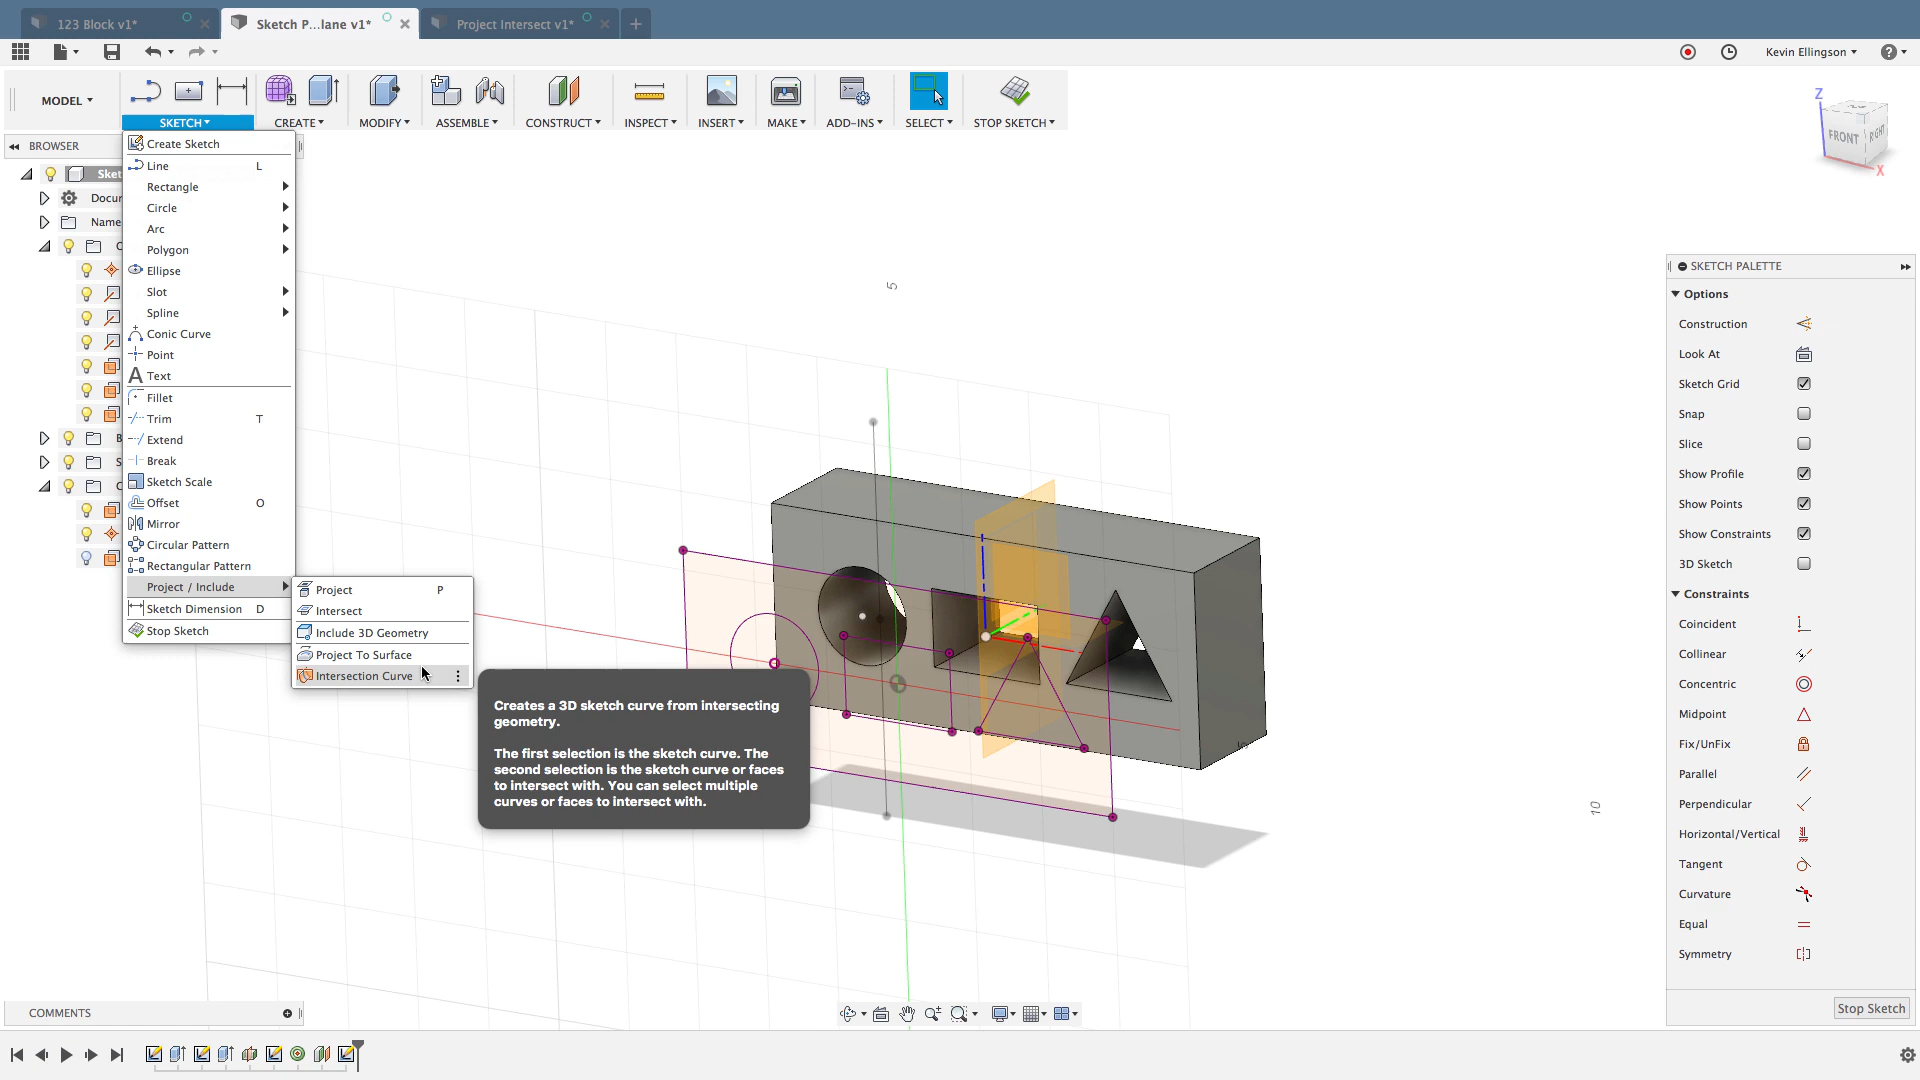 123 Block v1*
Sketch P...lane v1*
Project Intersect v1*
Kevin Ellingson
MODEL
SKETCH
CREATE
MODIFY
ASSEMBLE
CONSTRUCT
INSPECT
INSERT
MAKE
ADD-INS
SELECT
STOP SKETCH
Z
FRONT
RIGHT
X
BROWSER
Sket
Docu
Name
C
B
S
C
Create Sketch
Line L
Rectangle
Circle
Arc
Polygon
Ellipse
Slot
Spline
Conic Curve
Point
Text
Fillet
Trim T
Extend
Break
Sketch Scale
Offset O
Mirror
Circular Pattern
Rectangular Pattern
Project / Include
Sketch Dimension D
Stop Sketch
Project P
Intersect
Include 3D Geometry
Project To Surface
Intersection Curve
Creates a 3D sketch curve from intersecting
geometry.
The first selection is the sketch curve. The
second selection is the sketch curve or faces
to intersect with. You can select multiple
curves or faces to intersect with.
5
10
SKETCH PALETTE
Options
Construction
Look At
Sketch Grid
Snap
Slice
Show Profile
Show Points
Show Constraints
3D Sketch
Constraints
Coincident
Collinear
Concentric
Midpoint
Fix/UnFix
Parallel
Perpendicular
Horizontal/Vertical
Tangent
Curvature
Equal
Symmetry
Stop Sketch
COMMENTS